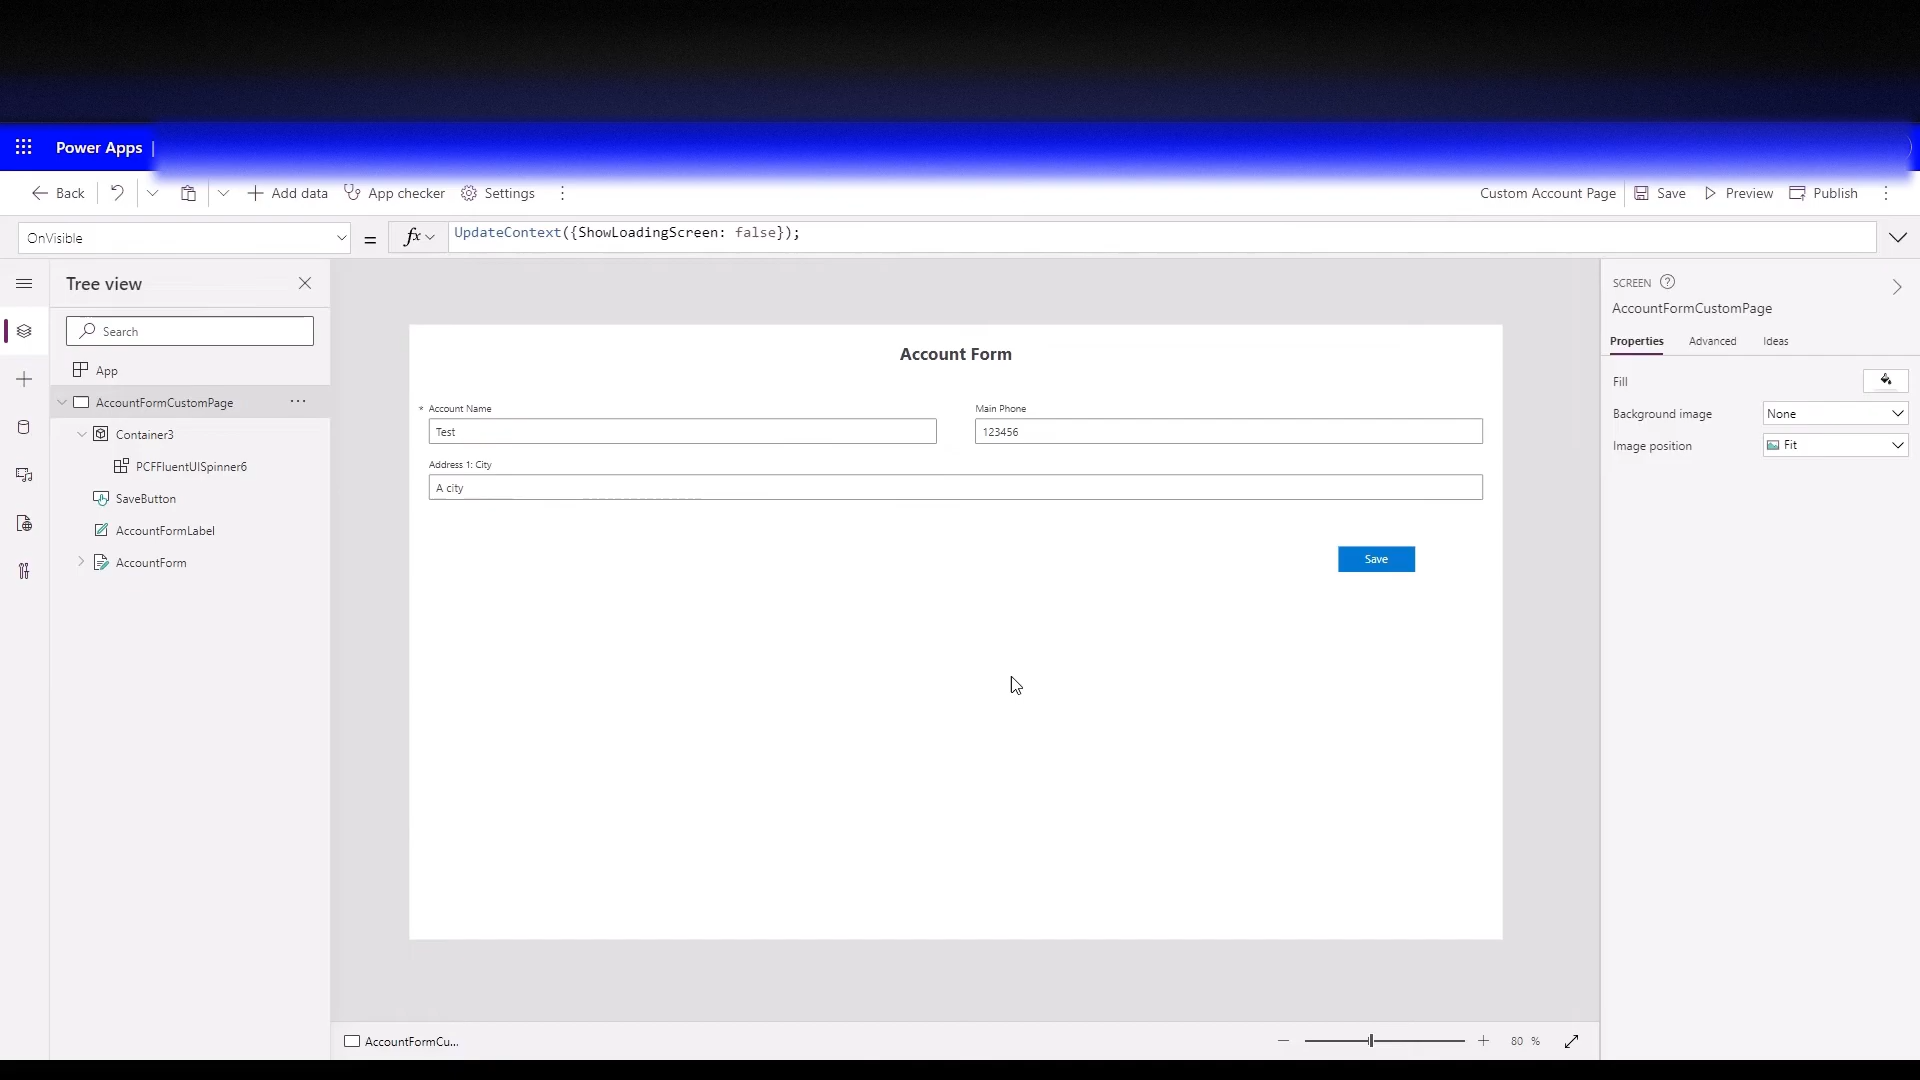 Power Apps |
Back
Add data
App checker
Settings
Custom Account Page
Save
Preview
Publish
OnVisible
=
fx
UpdateContext({ShowLoadingScreen: false});
Tree view
Search
App
AccountFormCustomPage
Container3
PCFFluentUISpinner6
SaveButton
AccountFormLabel
AccountForm
Account Form
* Account Name
Main Phone
Test
123456
Address 1: City
A city
Save
SCREEN
AccountFormCustomPage
Properties
Advanced
Ideas
Fill
Background image
None
Image position
Fit
AccountFormCu...
80 %